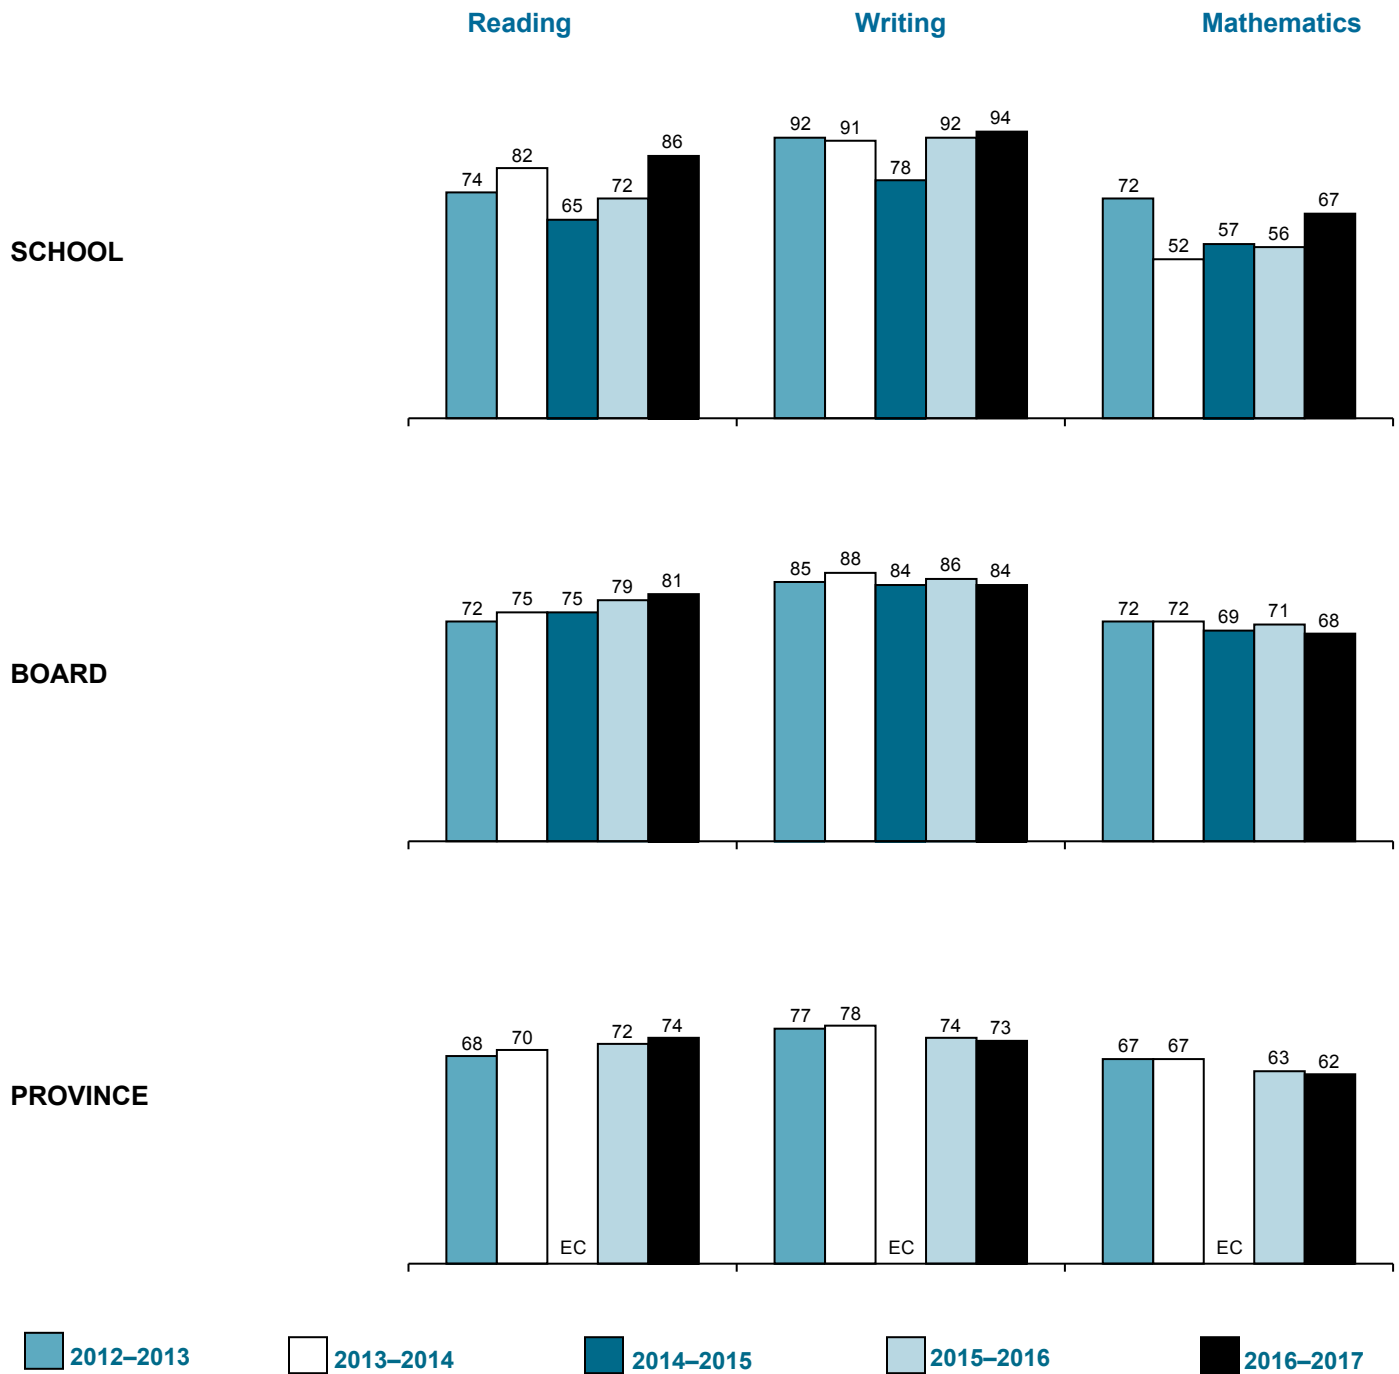 Reading Writing Mathematics
SCHOOL
74 82 65 72 86 92 91 78 92 94 72 52 57 56 67
BOARD
72 75 75 79 81 85 88 84 86 84 72 72 69 71 68
PROVINCE
68 70 EC 72 74 77 78 EC 74 73 67 67 EC 63 62
2012–2013 2013–2014 2014–2015 2015–2016 2016–2017